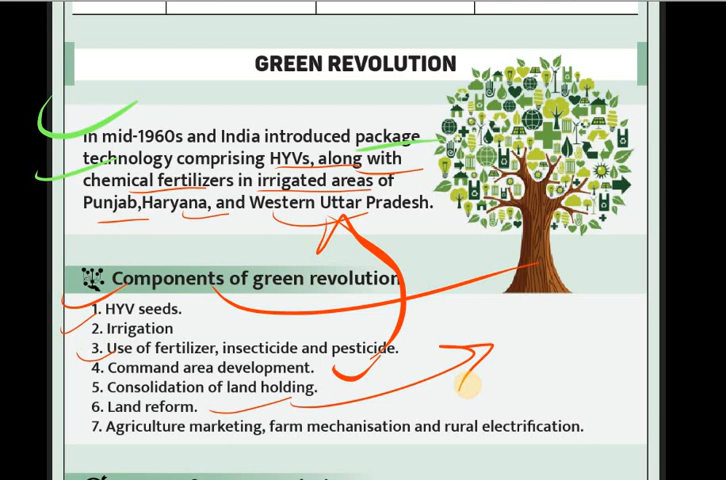 GREEN REVOLUTION
In mid-1960s and India introduced package
technology comprising HYVs, along with
chemical fertilizers in irrigated areas of
Punjab,Haryana, and Western Uttar Pradesh.
Components of green revolution
1. HYV seeds.
2. Irrigation
3. Use of fertilizer, insecticide and pesticide.
4. Command area development.
5. Consolidation of land holding.
6. Land reform.
7. Agriculture marketing, farm mechanisation and rural electrification.